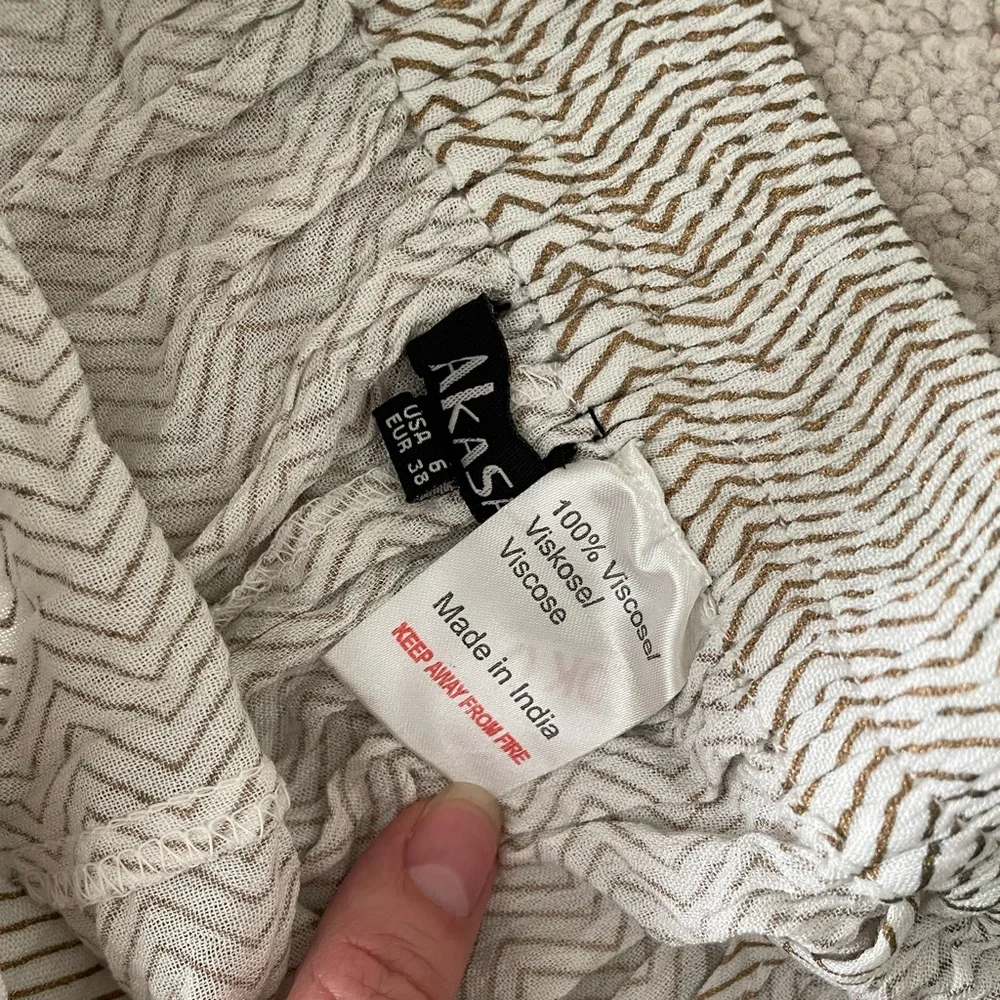 AKASA
USA 6
EUR 38
100% Viscose/
Viskose/
Viscose
Made in India
KEEP AWAY FROM FIRE